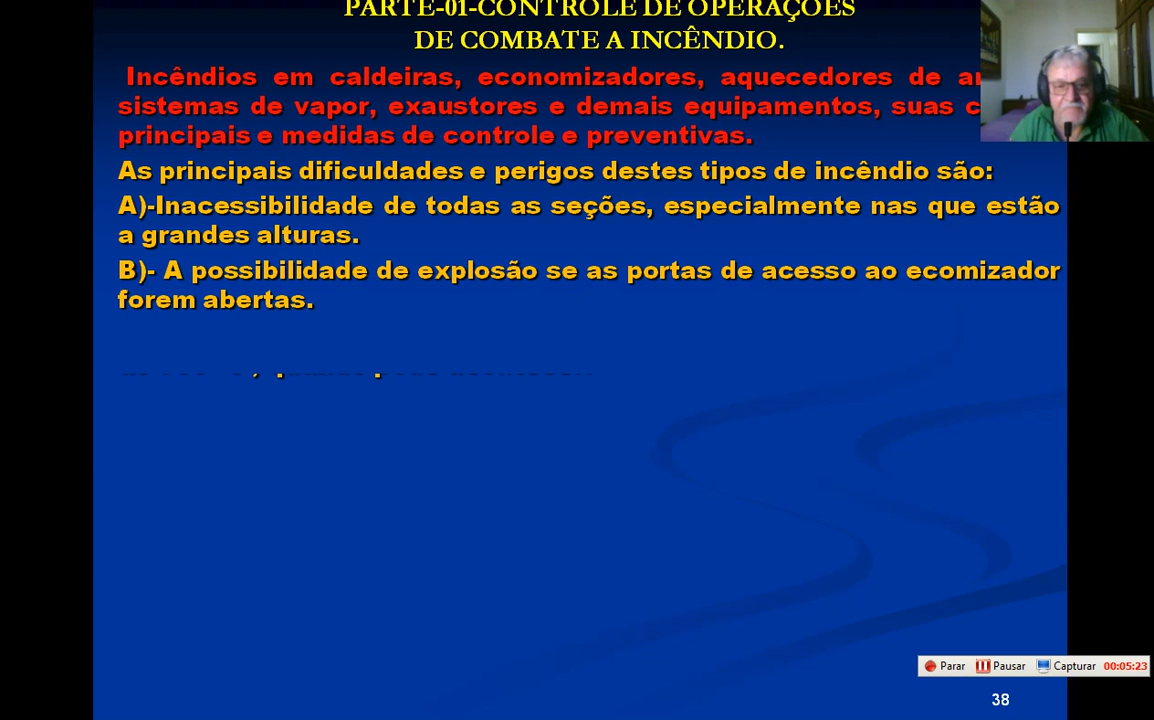 PARTE-01-CONTROLE DE OPERAÇÕES
DE COMBATE A INCÊNDIO.
Incêndios em caldeiras, economizadores, aquecedores de
sistemas de vapor, exaustores e demais equipamentos, suas
principais e medidas de controle e preventivas.
As principais dificuldades e perigos destes tipos de incêndio são:
A)-Inacessibilidade de todas as seções, especialmente nas que estão
a grandes alturas.
B)- A possibilidade de explosão se as portas de acesso ao ecomizador
forem abertas.
Parar Pausar Capturar 00:05:23
38